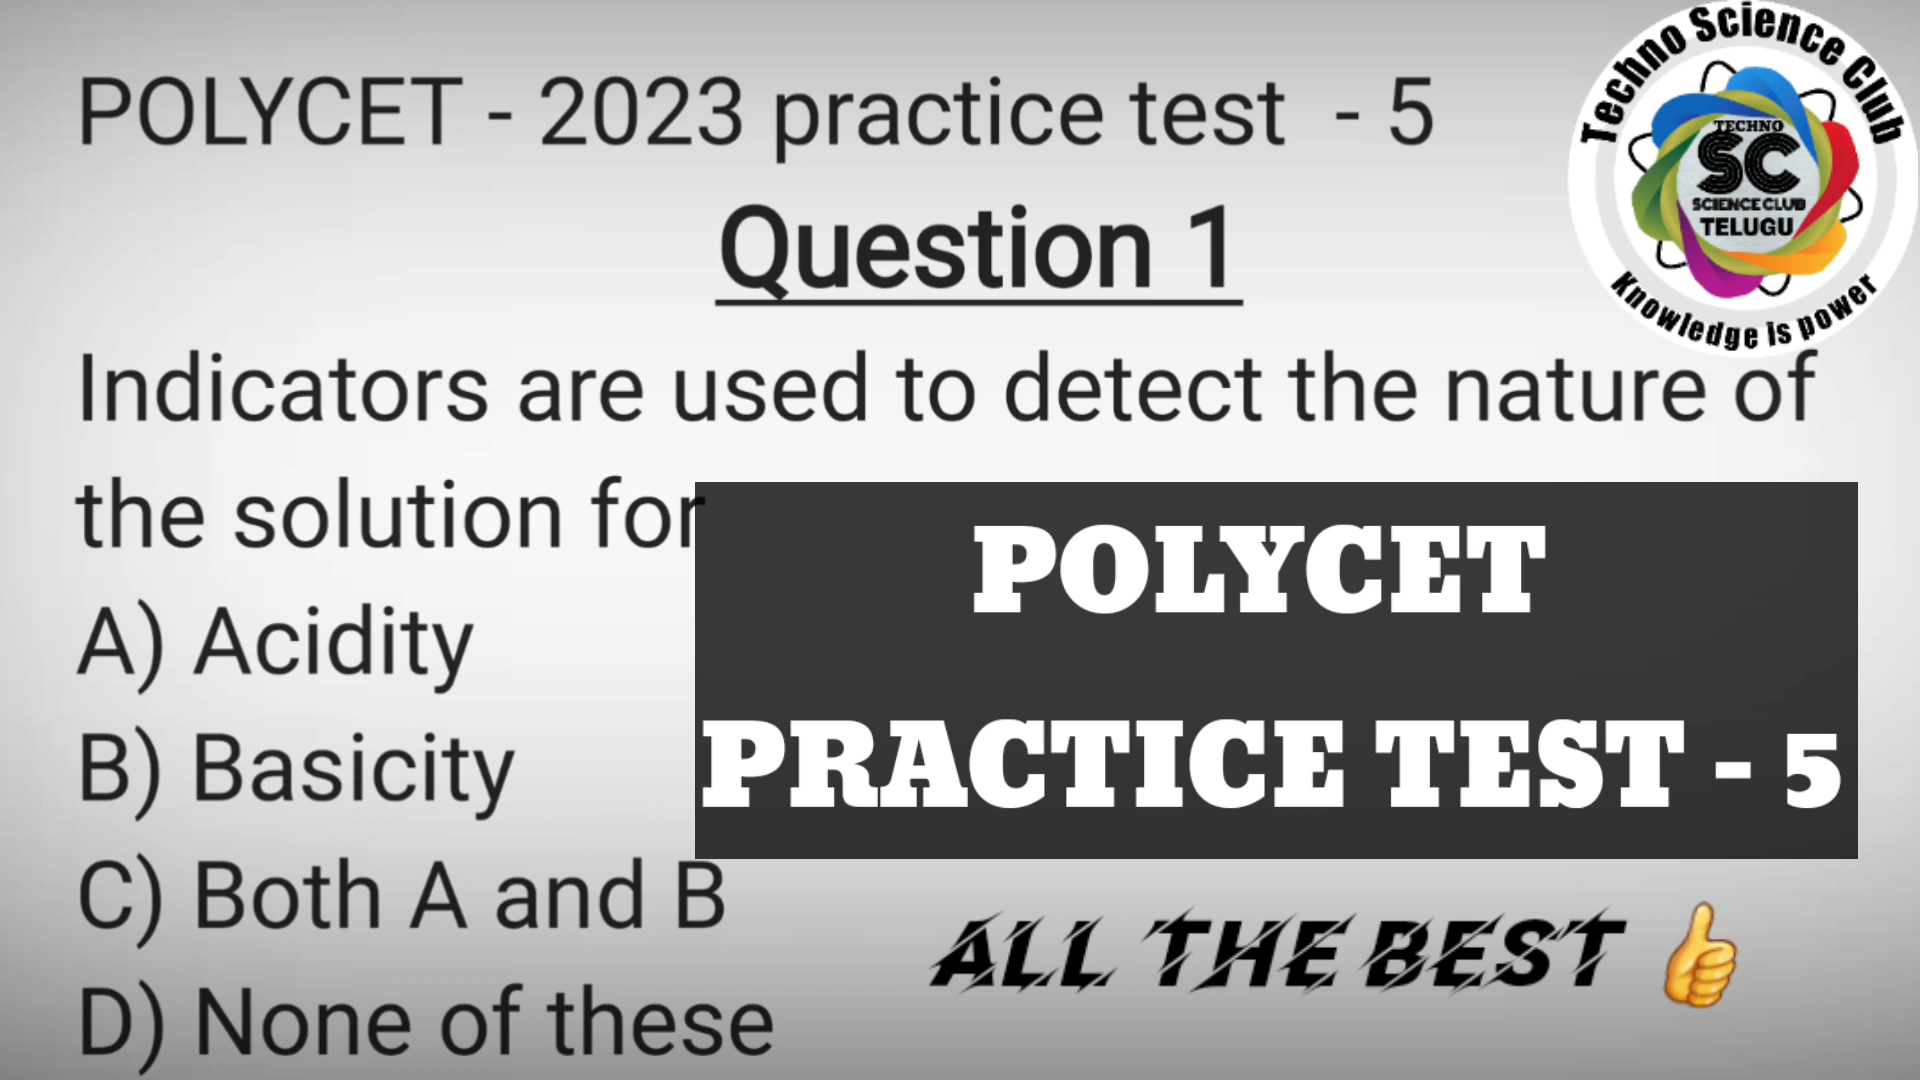 POLYCET - 2023 practice test - 5
Techno Science Club
TECHNO
SC
SCIENCE CLUB
TELUGU
Knowledge is power
Question 1
Indicators are used to detect the nature of
the solution for
A) Acidity
B) Basicity
C) Both A and B
D) None of these
POLYCET
PRACTICE TEST - 5
ALL THE BEST 👍